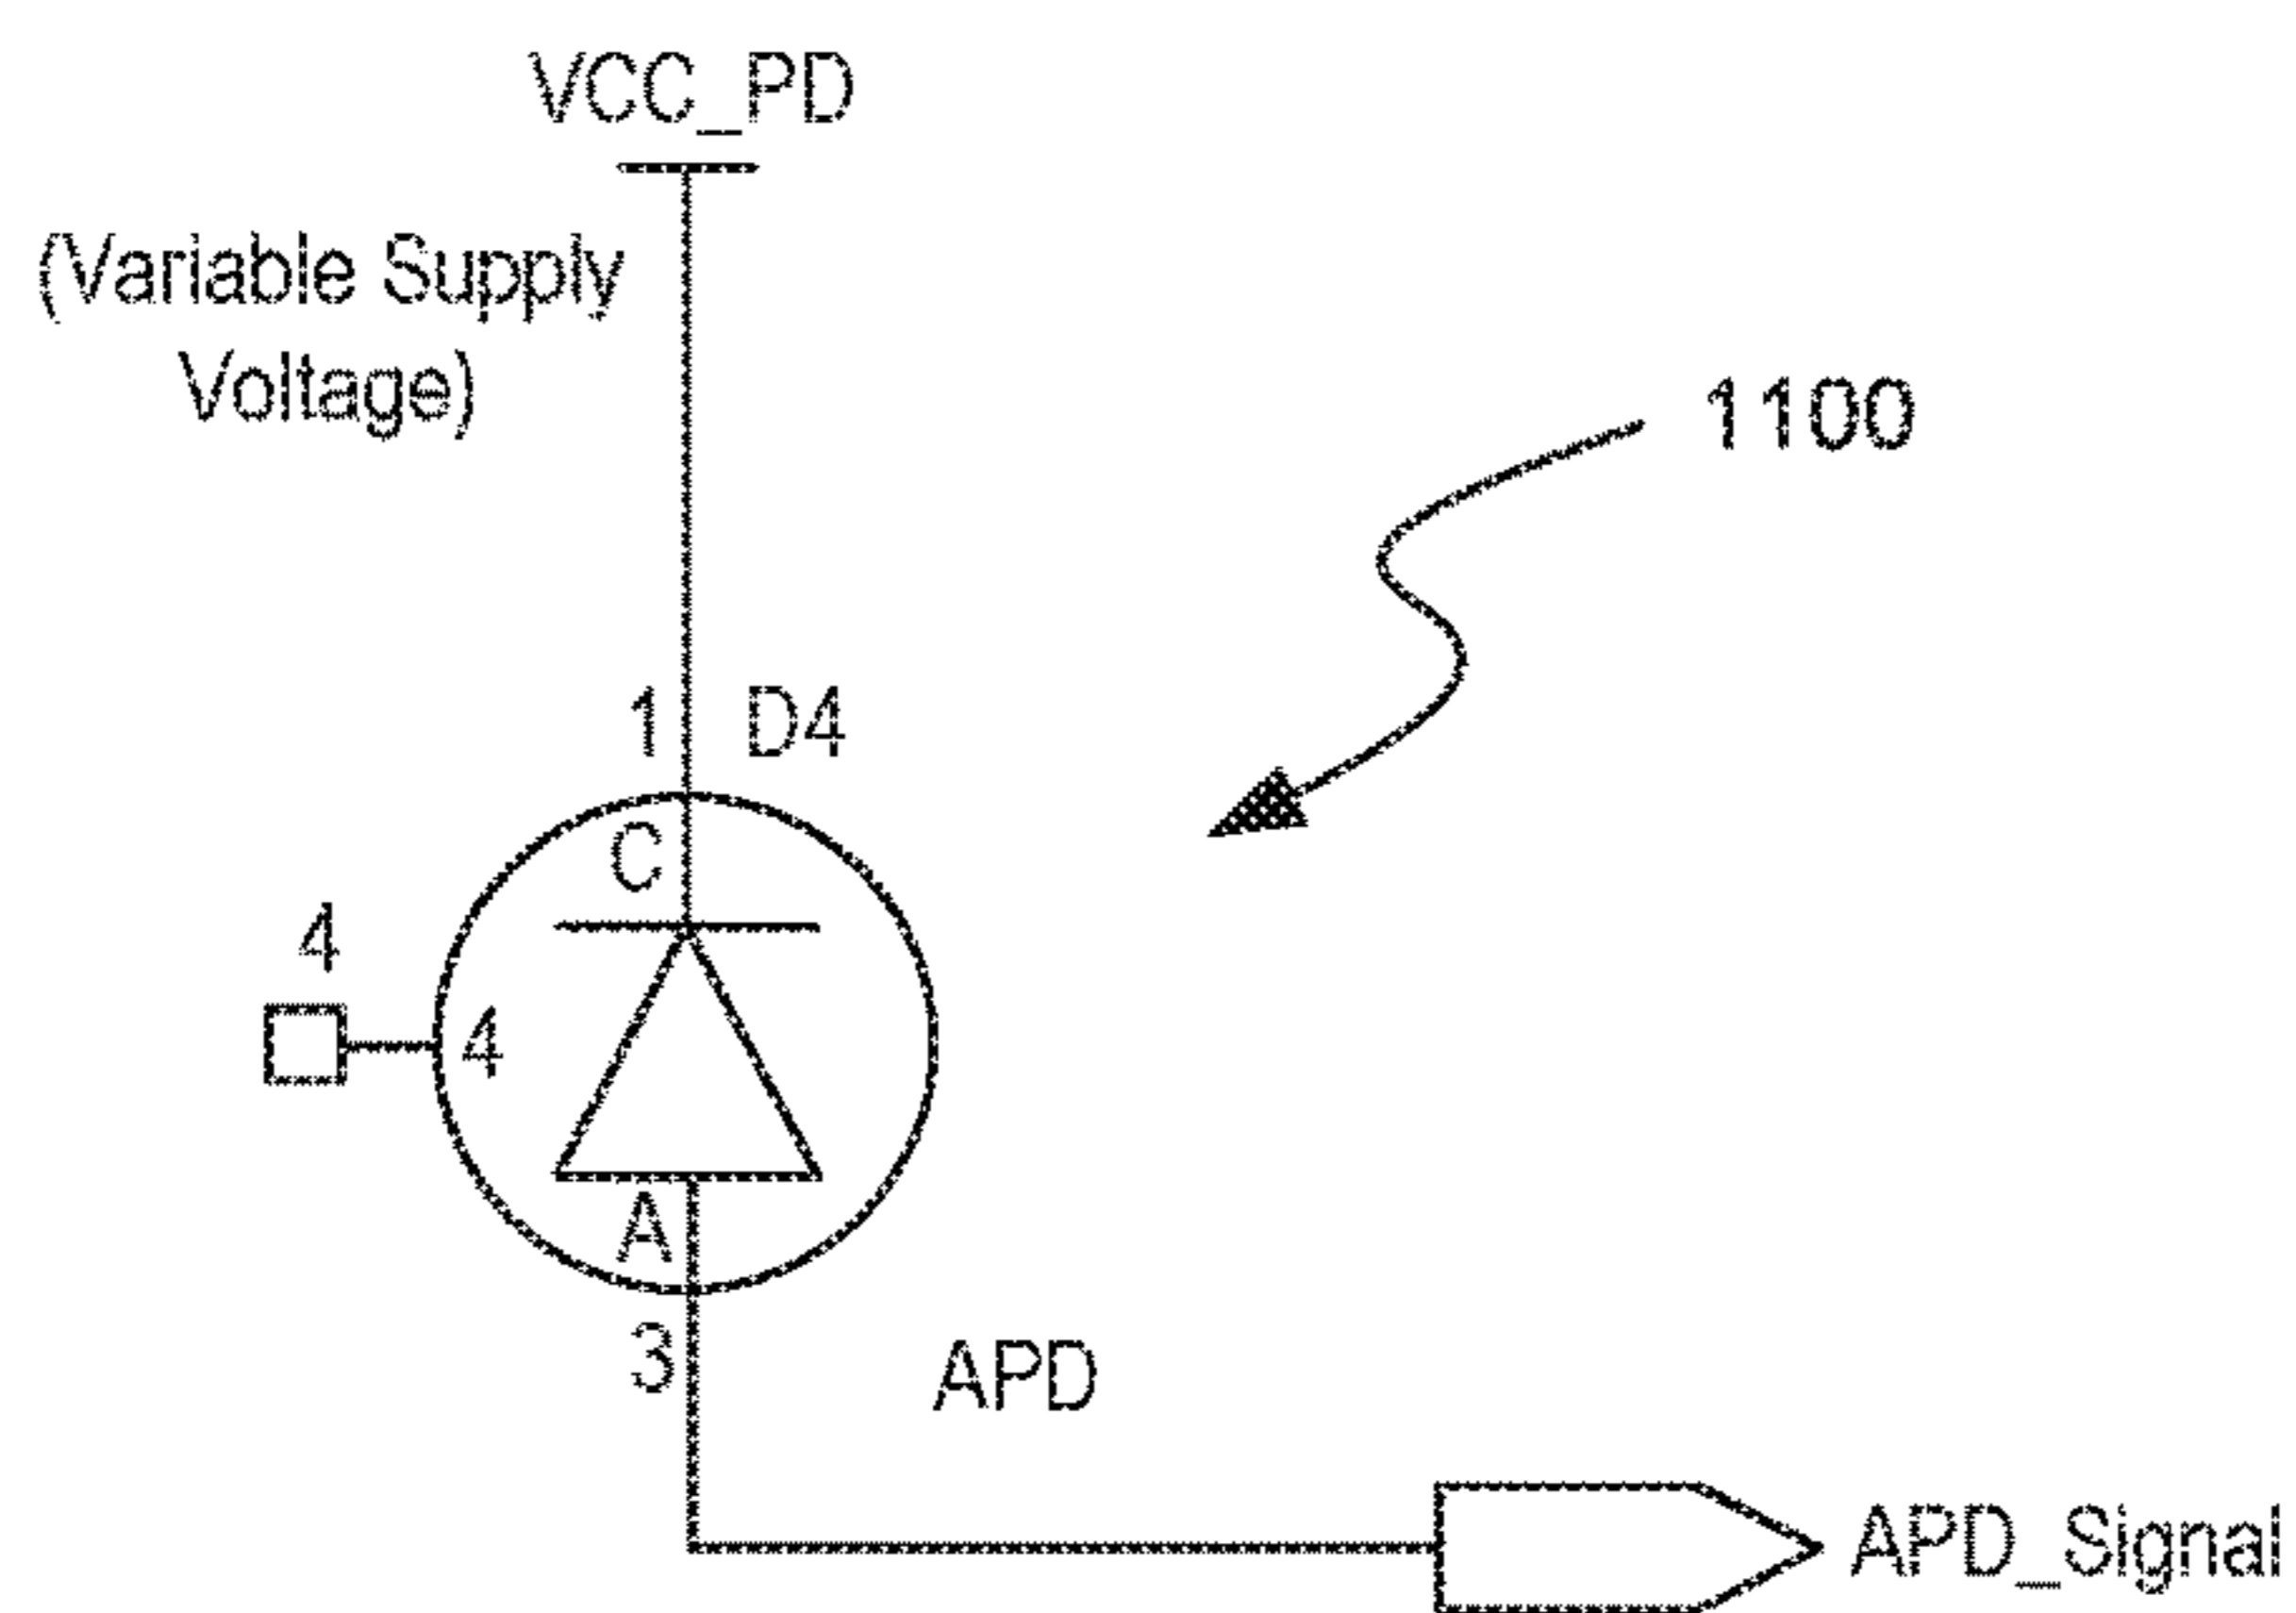 VCC_PD
(Variable Supply
Voltage)
1100
1 D4
C
4
4
A
3
APD
APD_Signal